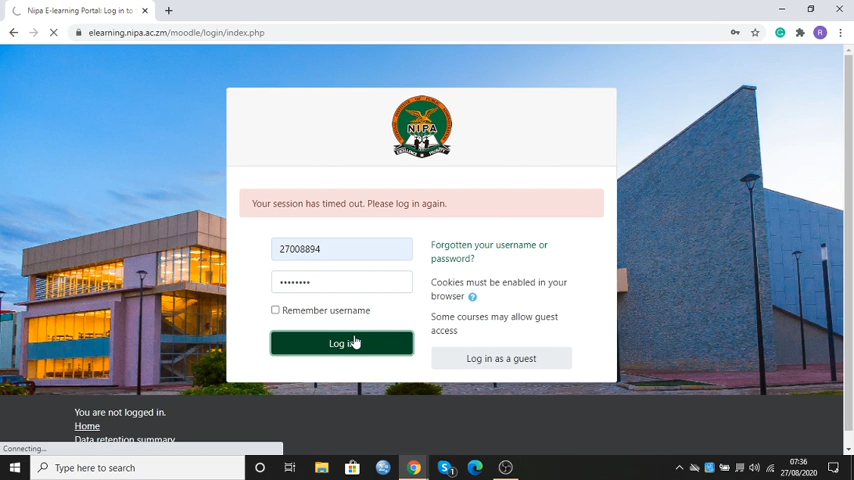 Nipa E-learning Portal: Log in to
elearning.nipa.ac.zm/moodle/login/index.php
R
NIPA
Your session has timed out. Please log in again.
27008894
••••••••
Remember username
Log in
Forgotten your username or
password?
Cookies must be enabled in your
browser
Some courses may allow guest
access
Log in as a guest
You are not logged in.
Home
Data retention summary
Connecting...
Type here to search
1
07:36
27/08/2020